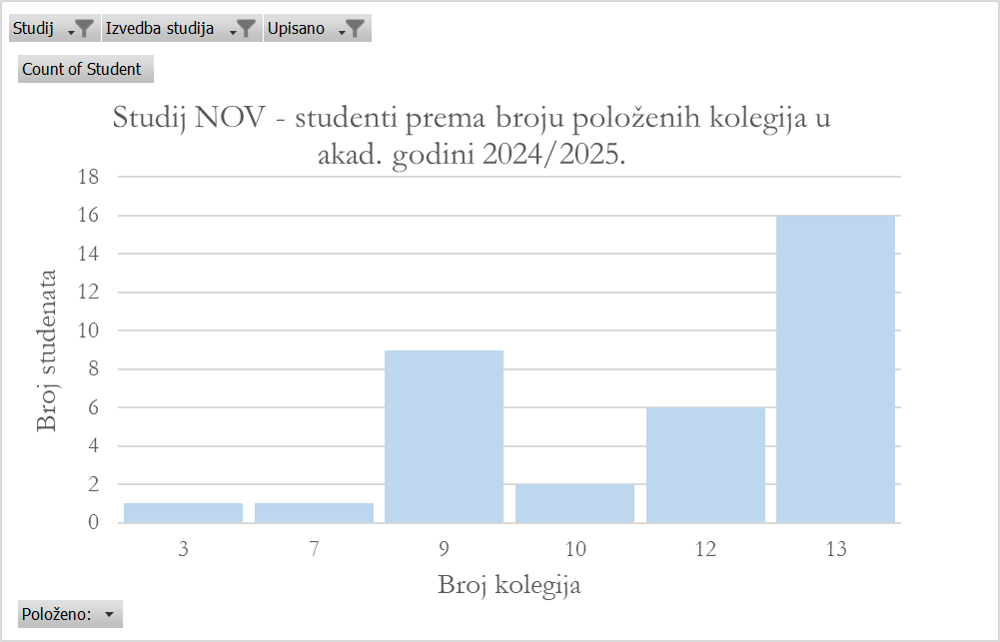 Studij
Izvedba studija
Upisano
Count of Student
Studij NOV - studenti prema broju položenih kolegija u
akad. godini 2024/2025.
18
16
14
12
10
8
6
4
2
0
Broj studenata
3 7 9 10 12 13
Broj kolegija
Položeno: